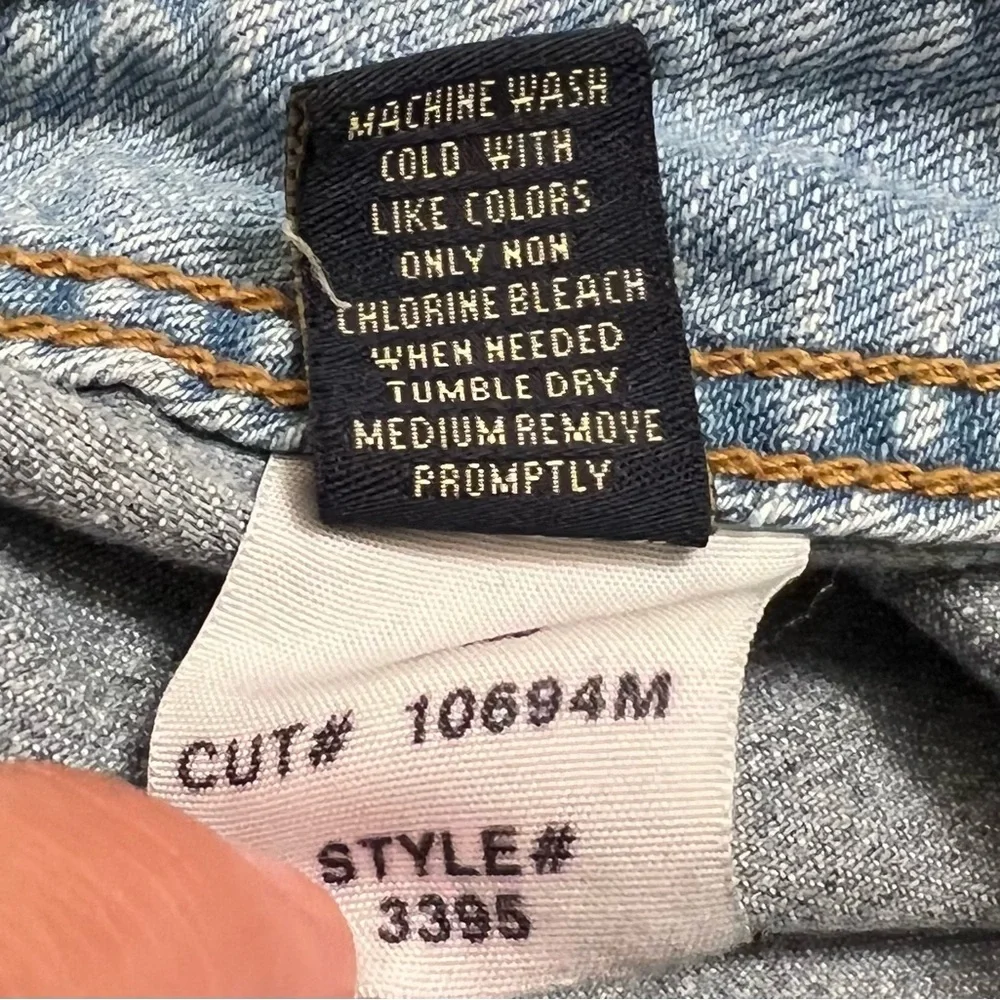 MACHINE WASH
COLD WITH
LIKE COLORS
ONLY NON
CHLORINE BLEACH
WHEN NEEDED
TUMBLE DRY
MEDIUM REMOVE
PROMPTLY
CUT# 10694M
STYLE#
3395